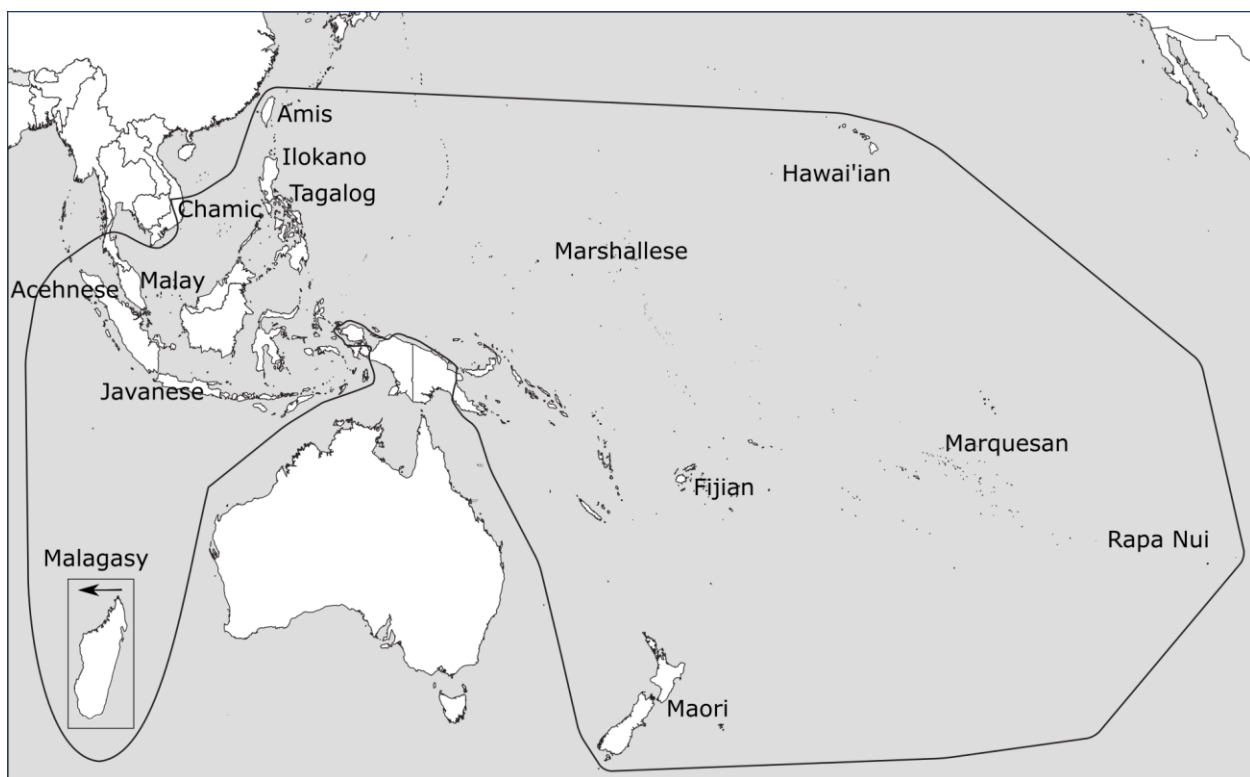 Amis
Ilokano
Hawai'ian
Tagalog
Chamic
Marshallese
Malay
Acehnese
Javanese
Marquesan
Fijian
Rapa Nui
Malagasy
Maori